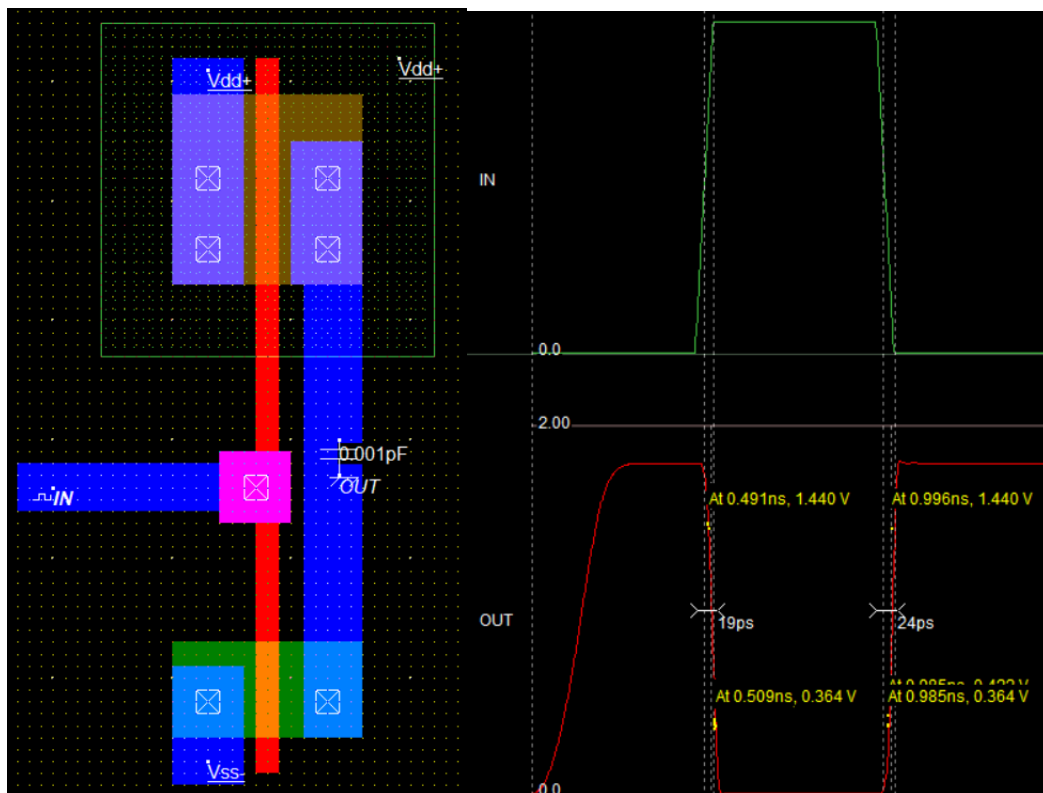 Vdd+
Vdd+
0.001pF
OUT
IN
Vss-
IN
0.0
2.00
At 0.491ns, 1.440 V
At 0.996ns, 1.440 V
OUT
19ps
24ps
At 0.509ns, 0.364 V
At 0.985ns, 0.364 V
0.0